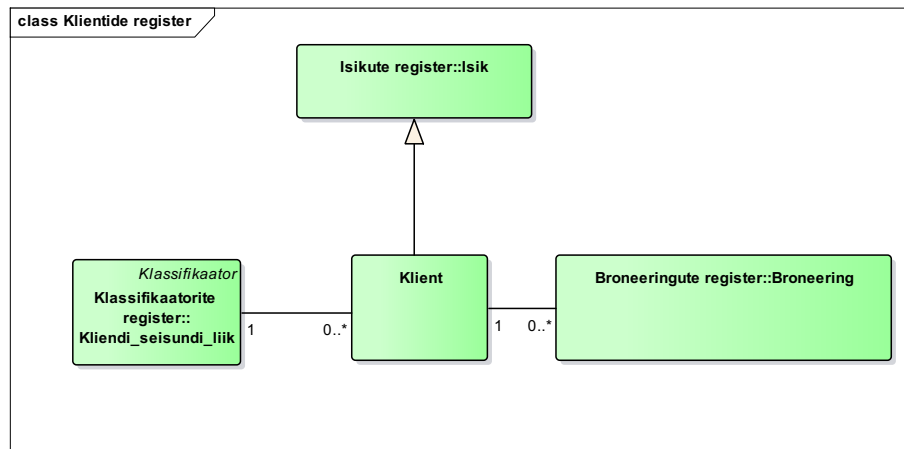 class Klientide register
Isikute register::Isik
Klassifikaator
Klassifikaatorite
register::
Kliendi_seisundi_liik
1
0..*
Klient
1
0..*
Broneeringute register::Broneering